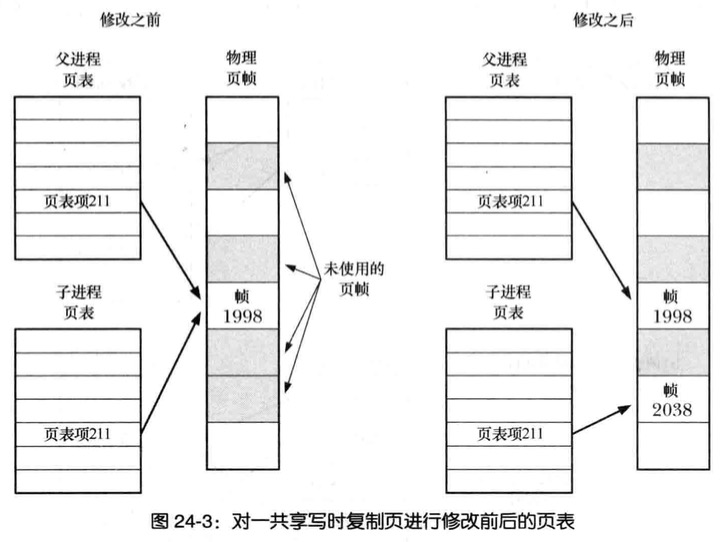 修改之前
父进程
页表
物理
页帧
页表项211
子进程
页表
帧
1998
未使用的
页帧
页表项211
修改之后
父进程
页表
物理
页帧
页表项211
子进程
页表
帧
1998
帧
2038
页表项211
图 24-3：对一共享写时复制页进行修改前后的页表